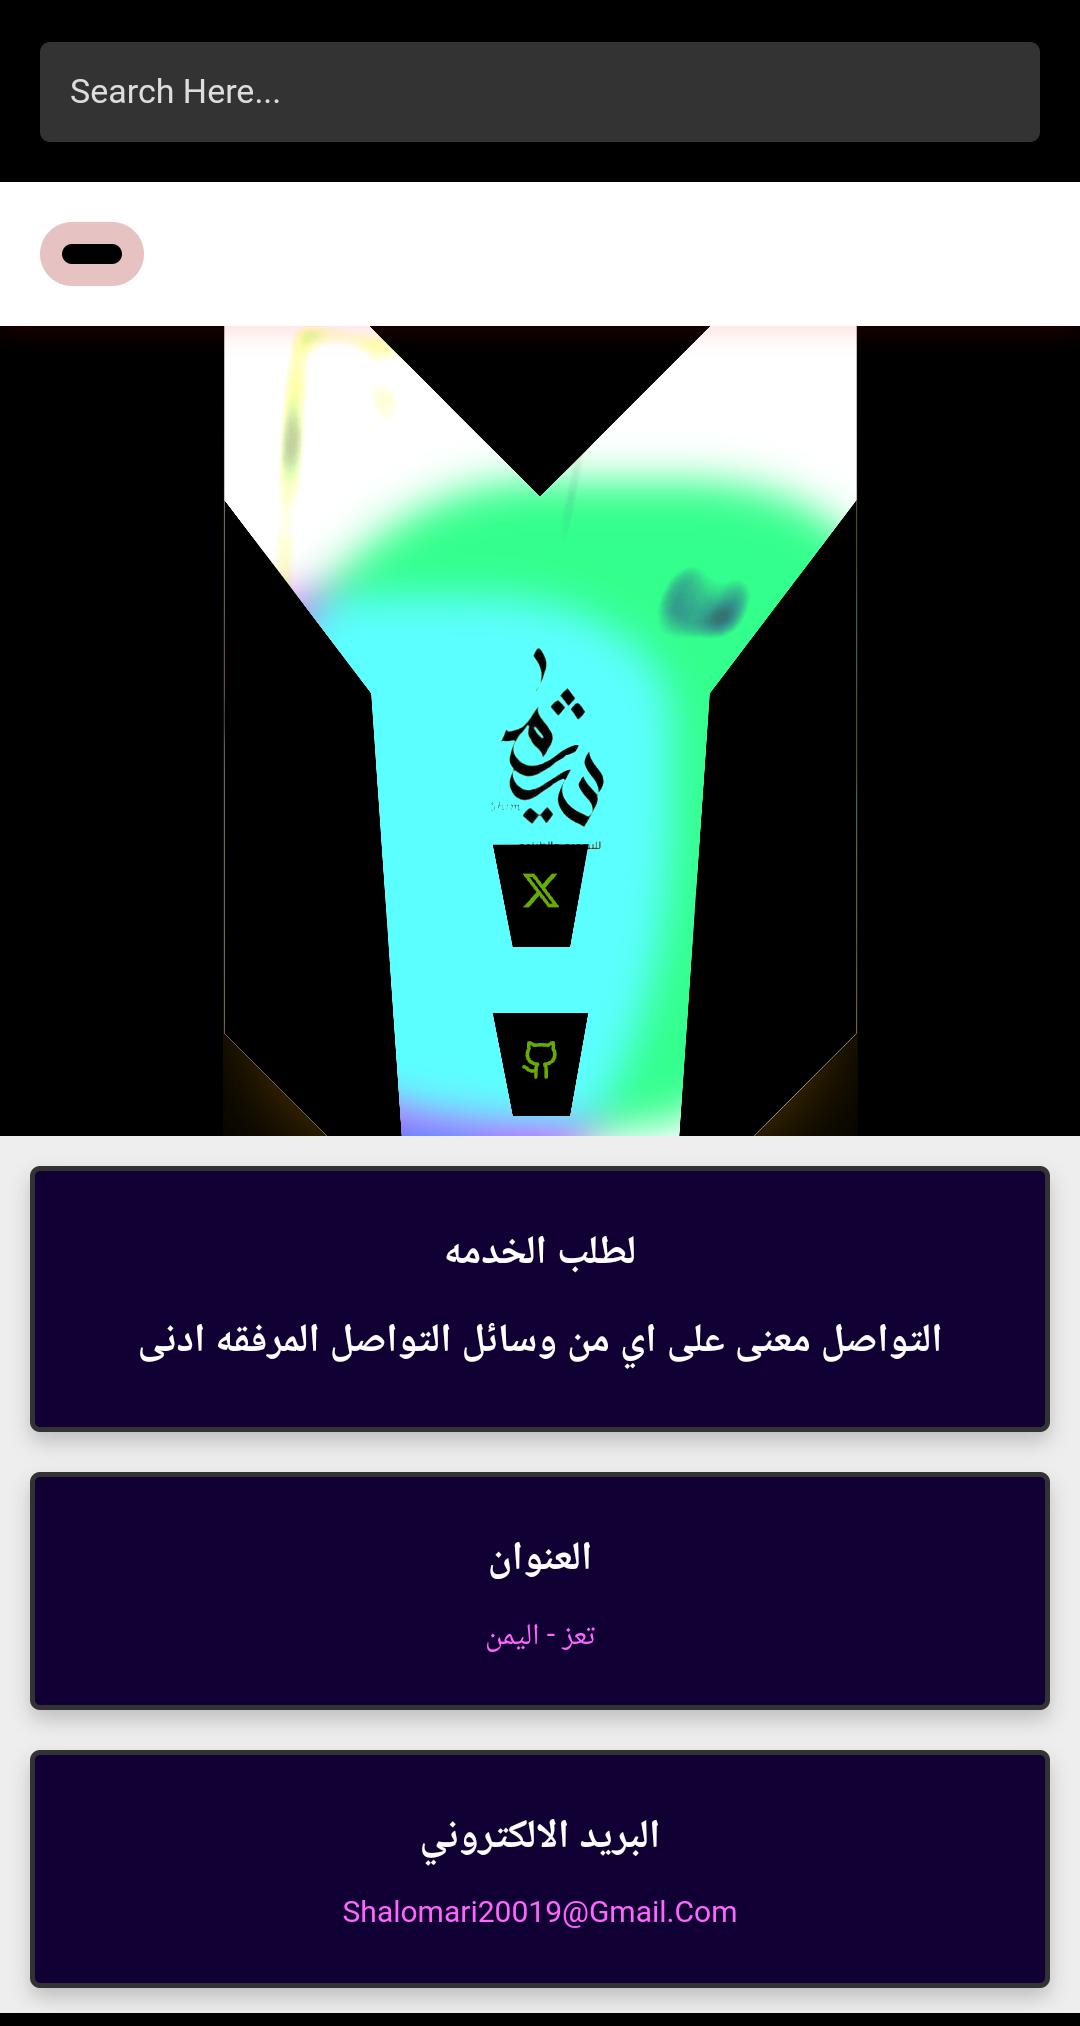 Search Here...
لطلب الخدمه
التواصل معنى على اي من وسائل التواصل المرفقه ادنى
العنوان
تعز - اليمن
البريد الالكتروني
Shalomari20019@Gmail.Com